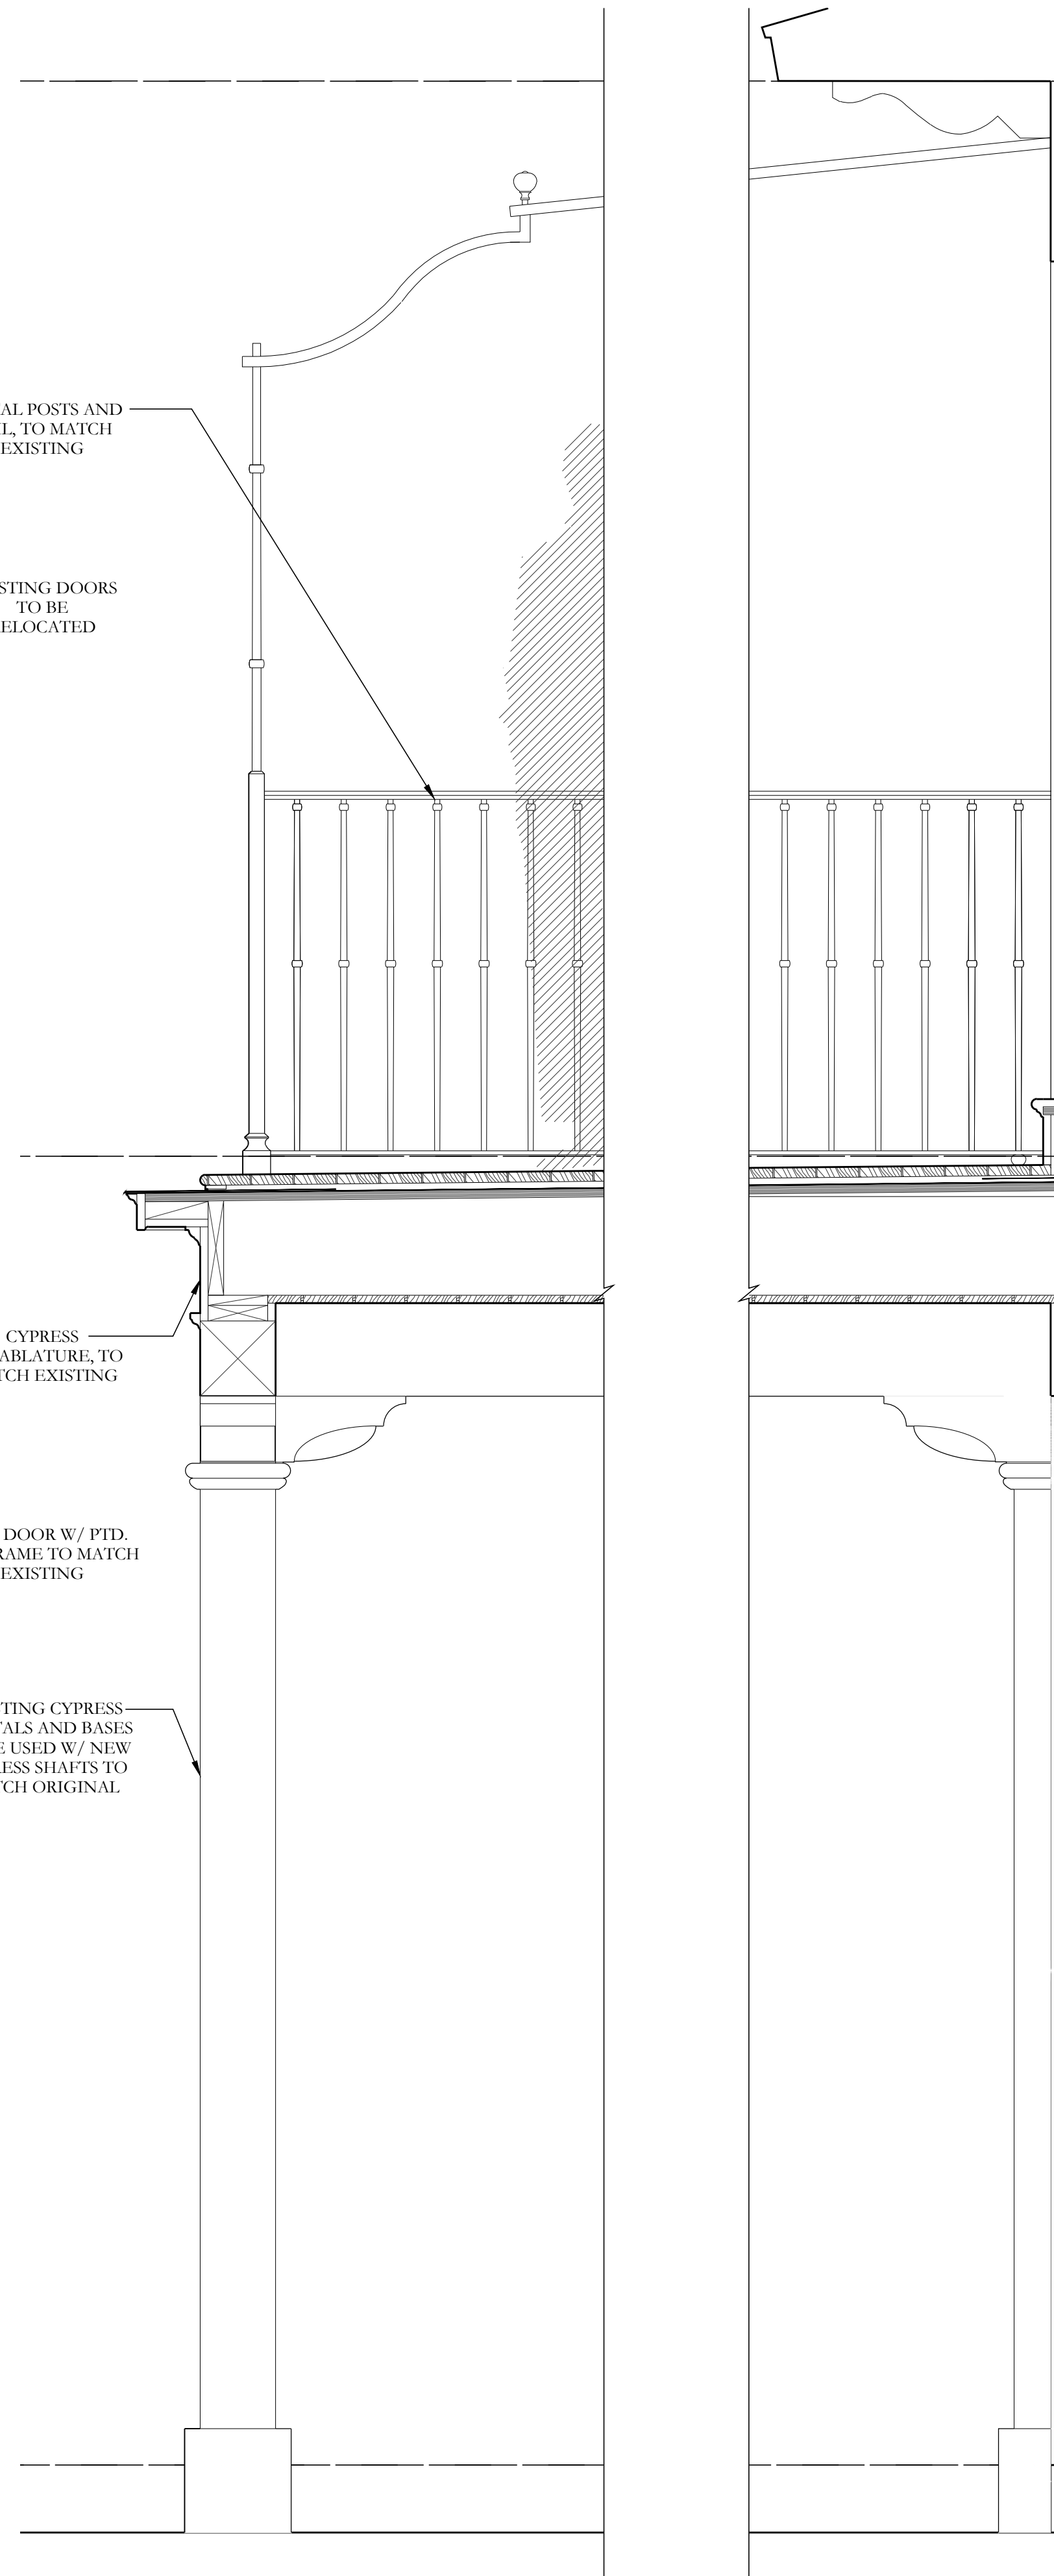 AL POSTS AND
L, TO MATCH
EXISTING
STING DOORS
TO BE
ELOCATED
CYPRESS
ABLATURE, TO
TCH EXISTING
DOOR W/ PTD.
RAME TO MATCH
EXISTING
TING CYPRESS
TALS AND BASES
E USED W/ NEW
RESS SHAFTS TO
TCH ORIGINAL